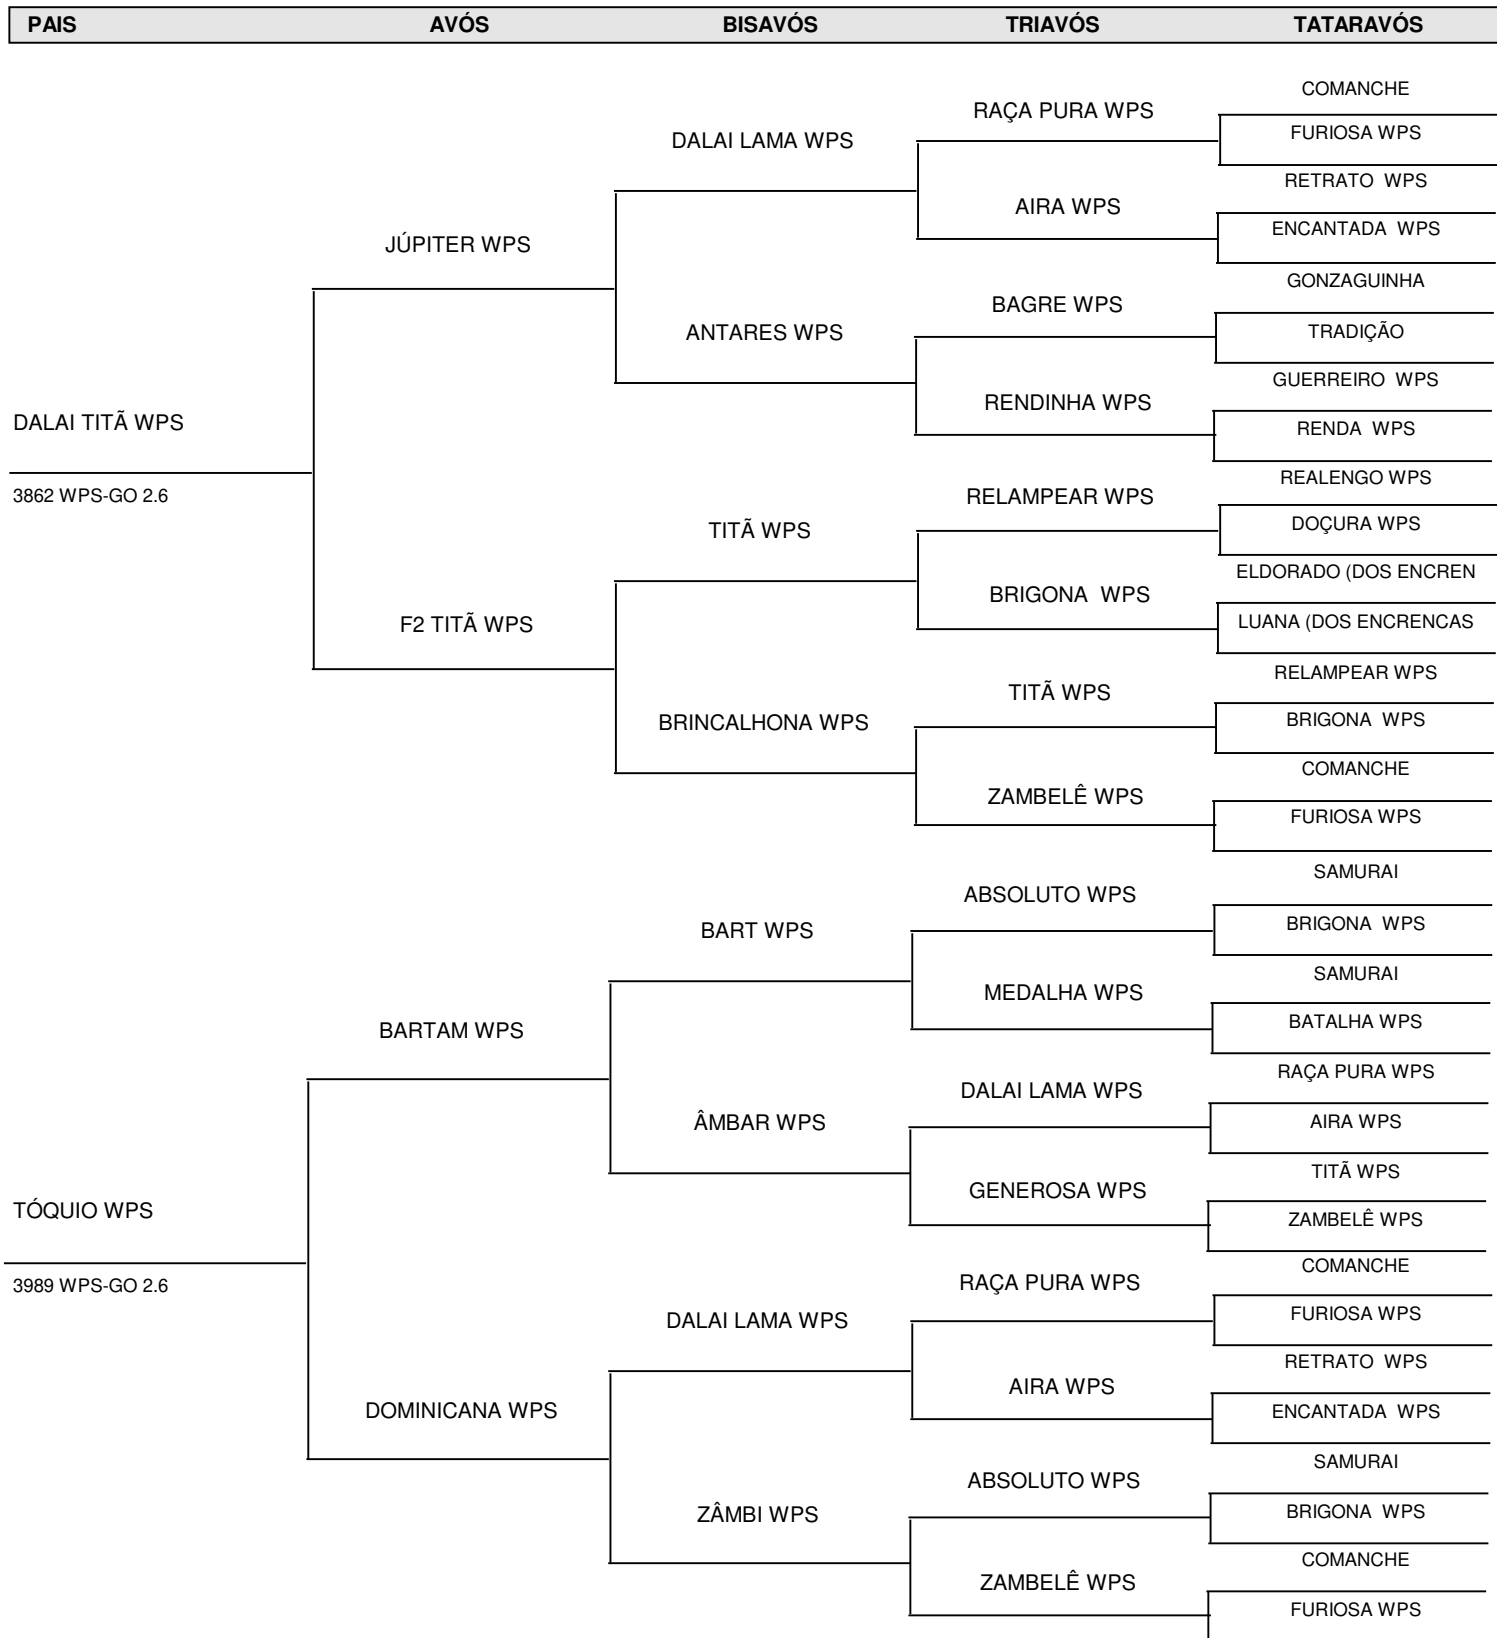 PAIS AVÓS BISAVÓS TRIAVÓS TATARAVÓS
COMANCHE
RAÇA PURA WPS
FURIOSA WPS
DALAI LAMA WPS
RETRATO WPS
AIRA WPS
ENCANTADA WPS
JÚPITER WPS
GONZAGUINHA
BAGRE WPS
TRADIÇÃO
ANTARES WPS
GUERREIRO WPS
RENDINHA WPS
RENDA WPS
DALAI TITÃ WPS
3862 WPS-GO 2.6
REALENGO WPS
RELAMPEAR WPS
DOÇURA WPS
TITÃ WPS
ELDORADO (DOS ENCREN
BRIGONA WPS
LUANA (DOS ENCRENCAS
F2 TITÃ WPS
RELAMPEAR WPS
TITÃ WPS
BRIGONA WPS
BRINCALHONA WPS
COMANCHE
ZAMBELÊ WPS
FURIOSA WPS
SAMURAI
ABSOLUTO WPS
BRIGONA WPS
BART WPS
SAMURAI
MEDALHA WPS
BATALHA WPS
BARTAM WPS
RAÇA PURA WPS
DALAI LAMA WPS
AIRA WPS
ÂMBAR WPS
TITÃ WPS
GENEROSA WPS
ZAMBELÊ WPS
TÓQUIO WPS
3989 WPS-GO 2.6
COMANCHE
RAÇA PURA WPS
FURIOSA WPS
DALAI LAMA WPS
RETRATO WPS
AIRA WPS
ENCANTADA WPS
DOMINICANA WPS
SAMURAI
ABSOLUTO WPS
BRIGONA WPS
ZÂMBI WPS
COMANCHE
ZAMBELÊ WPS
FURIOSA WPS